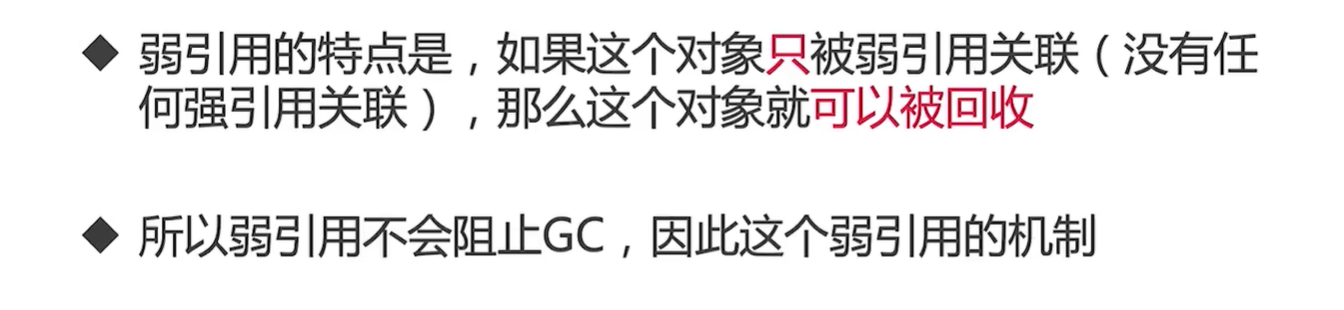 ◆ 弱引用的特点是，如果这个对象只被弱引用关联（没有任
何强引用关联），那么这个对象就可以被回收
◆ 所以弱引用不会阻止GC，因此这个弱引用的机制